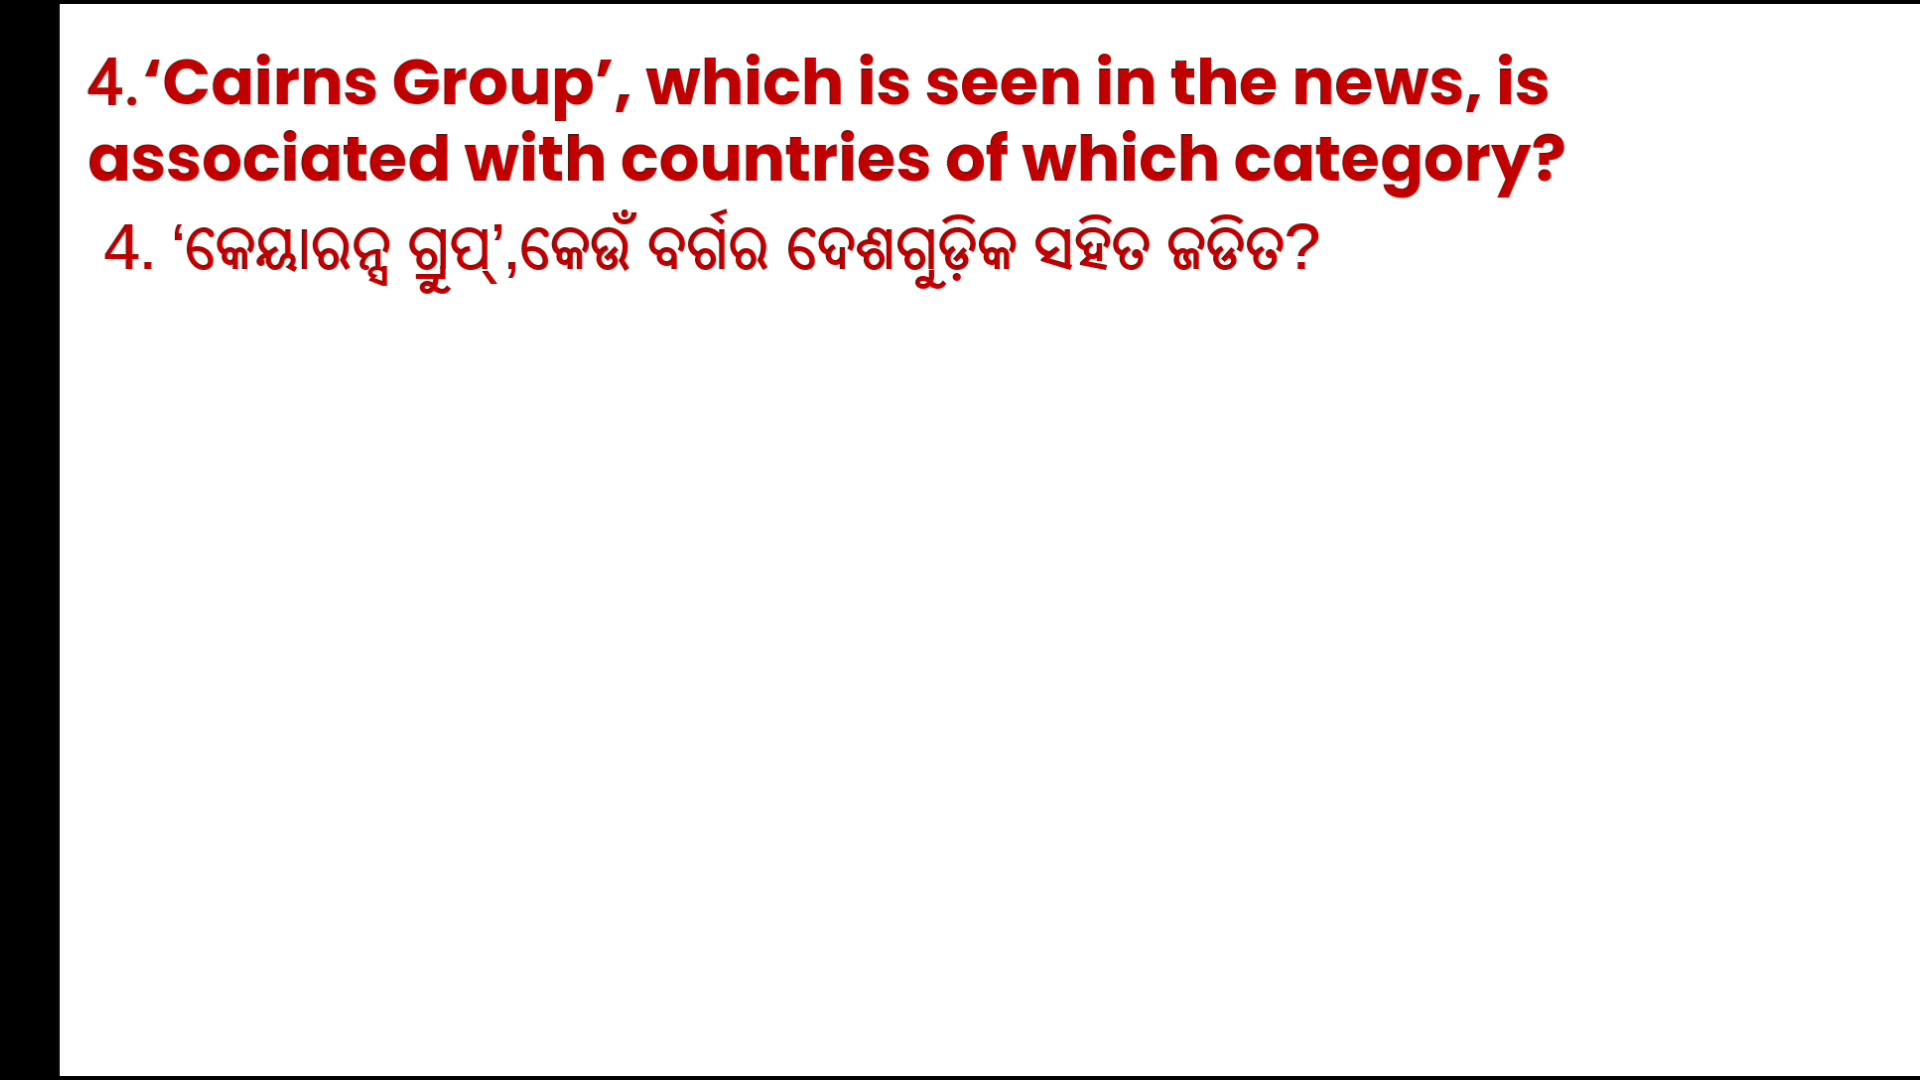 4.‘Cairns Group’, which is seen in the news, is
associated with countries of which category?
4. ‘କେୟାରନ୍ସ ଗ୍ରୁପ୍’,କେଉଁ ବର୍ଗର ଦେଶଗୁଡ଼ିକ ସହିତ ଜଡିତ?